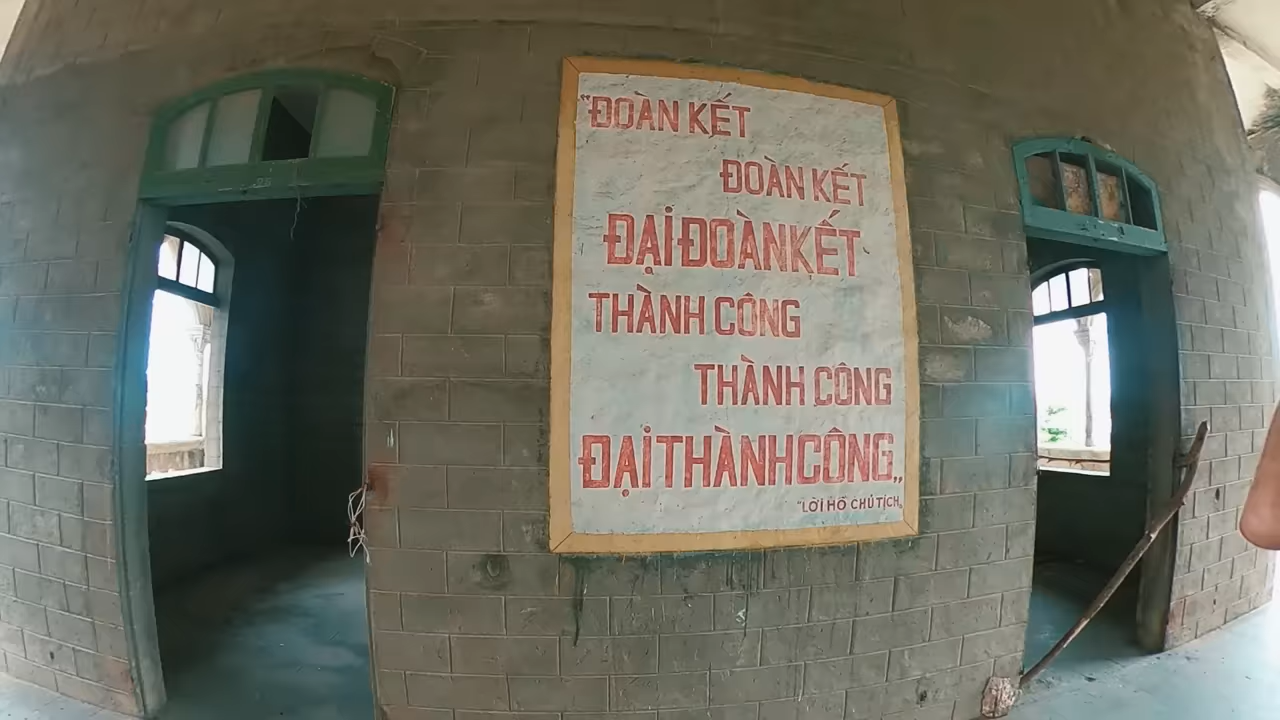 "ĐOÀN KẾT
ĐOÀN KẾT
ĐẠI ĐOÀN KẾT
THÀNH CÔNG
THÀNH CÔNG
ĐẠI THÀNH CÔNG„
"LỜI HỒ CHỦ TỊCH„